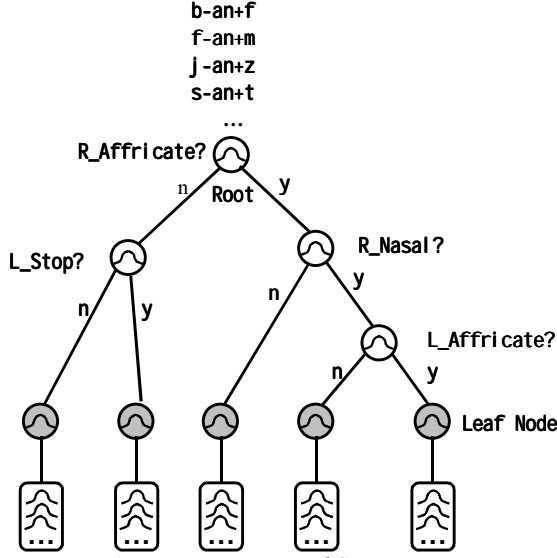 b-an+f
f-an+m
j-an+z
s-an+t
...
R_Affricate?
n
Root
y
L_Stop?
R_Nasal?
n
y
n
y
L_Affricate?
n
y
Leaf Node
...
...
...
...
...